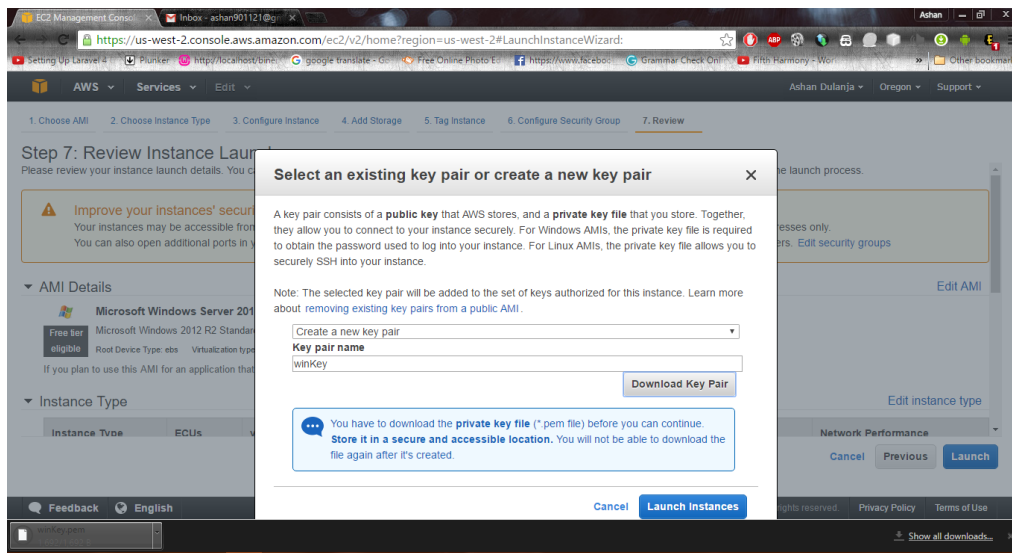 EC2 Management Consol
Inbox - ashan901121@g
Ashan
https://us-west-2.console.aws.amazon.com/ec2/v2/home?region=us-west-2#LaunchInstanceWizard:
ABP
Setting Up Laravel 4
Plunker
http://localhost/bine
google translate - Go
Free Online Photo Ed
https://www.faceboo
Grammar Check Onl
Fifth Harmony - Wor
»
Other bookmar
AWS
Services
Edit
Ashan Dulanja
Oregon
Support
1. Choose AMI
2. Choose Instance Type
3. Configure Instance
4. Add Storage
5. Tag Instance
6. Configure Security Group
7. Review
Step 7: Review Instance Laun
Please review your instance launch details. You c
he launch process.
Improve your instances' securi
Your instances may be accessible from
resses only.
You can also open additional ports in y
ers. Edit security groups
AMI Details
Edit AMI
Microsoft Windows Server 201
Free tier
eligible
Microsoft Windows 2012 R2 Standar
Root Device Type: ebs Virtualization type
If you plan to use this AMI for an application that
Instance Type
Edit instance type
Instance Type
ECUs
Network Performance
Cancel
Previous
Launch
Select an existing key pair or create a new key pair
A key pair consists of a public key that AWS stores, and a private key file that you store. Together,
they allow you to connect to your instance securely. For Windows AMIs, the private key file is required
to obtain the password used to log into your instance. For Linux AMIs, the private key file allows you to
securely SSH into your instance.
Note: The selected key pair will be added to the set of keys authorized for this instance. Learn more
about removing existing key pairs from a public AMI.
Create a new key pair
Key pair name
winKey
Download Key Pair
You have to download the private key file (*.pem file) before you can continue.
Store it in a secure and accessible location. You will not be able to download the
file again after it's created.
Cancel
Launch Instances
Feedback
English
rights reserved.
Privacy Policy
Terms of Use
winKey.pem
Show all downloads...